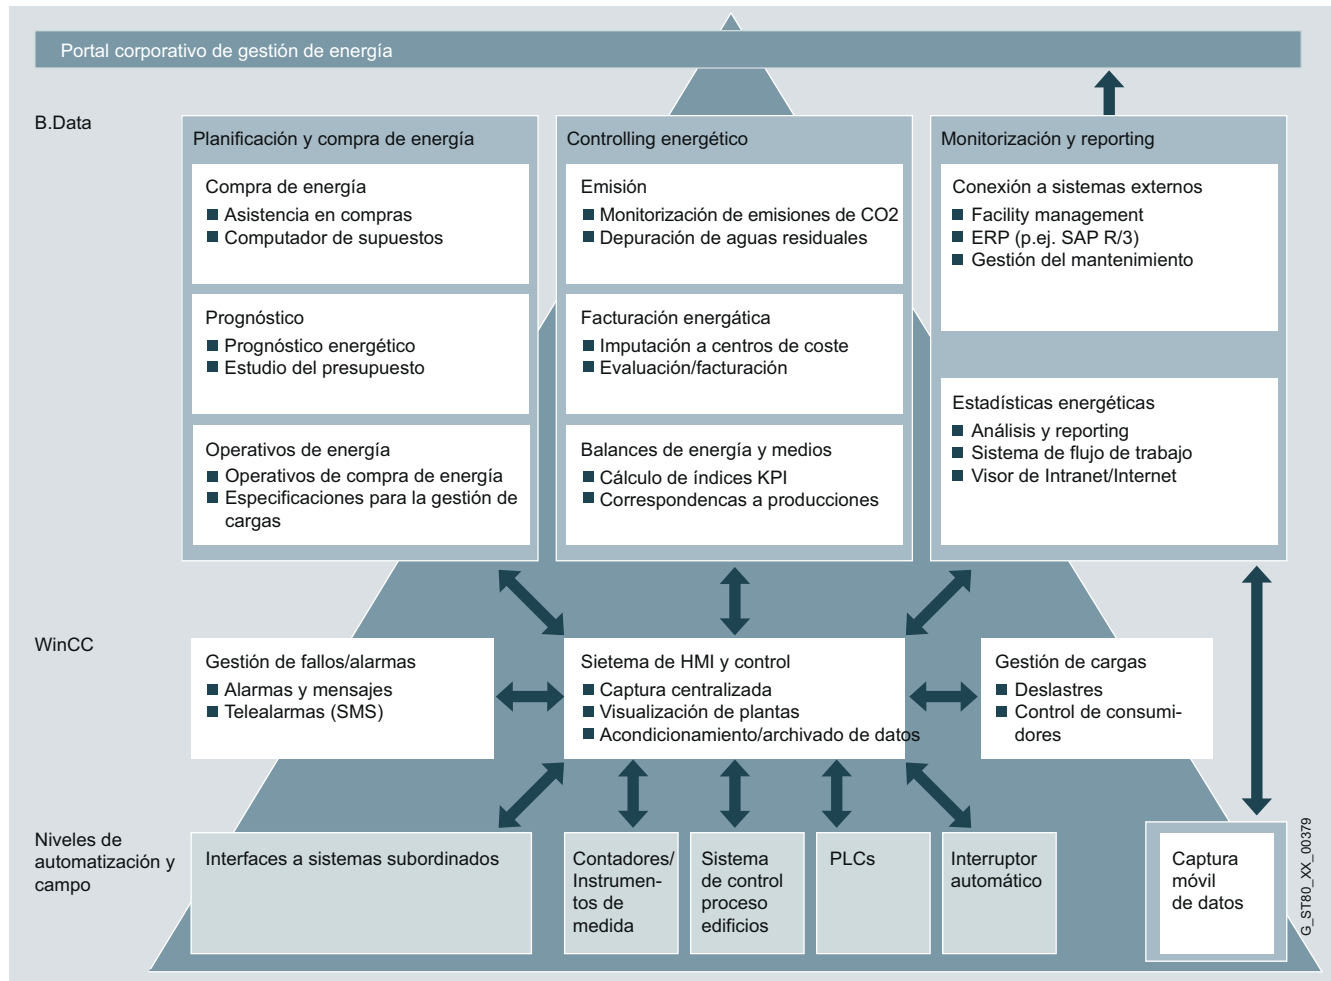 Portal corporativo de gestión de energía
B.Data
Planificación y compra de energía
Compra de energía
Asistencia en compras
Computador de supuestos
Prognóstico
Prognóstico energético
Estudio del presupuesto
Operativos de energía
Operativos de compra de energía
Especificaciones para la gestión de
cargas
Controlling energético
Emisión
Monitorización de emisiones de CO2
Depuración de aguas residuales
Facturación energática
Imputación a centros de coste
Evaluación/facturación
Balances de energía y medios
Cálculo de índices KPI
Correspondencas a producciones
Monitorización y reporting
Conexión a sistemas externos
Facility management
ERP (p.ej. SAP R/3)
Gestión del mantenimiento
Estadísticas energéticas
Análisis y reporting
Sistema de flujo de trabajo
Visor de Intranet/Internet
WinCC
Gestión de fallos/alarmas
Alarmas y mensajes
Telealarmas (SMS)
Sietema de HMI y control
Captura centralizada
Visualización de plantas
Acondicionamiento/archivado de datos
Gestión de cargas
Deslastres
Control de consumi-
dores
Niveles de
automatización y
campo
Interfaces a sistemas subordinados
Contadores/
Instrumen-
tos de
medida
Sistema
de control
proceso
edificios
PLCs
Interruptor
automático
Captura
móvil
de datos
G_ST80_XX_00379